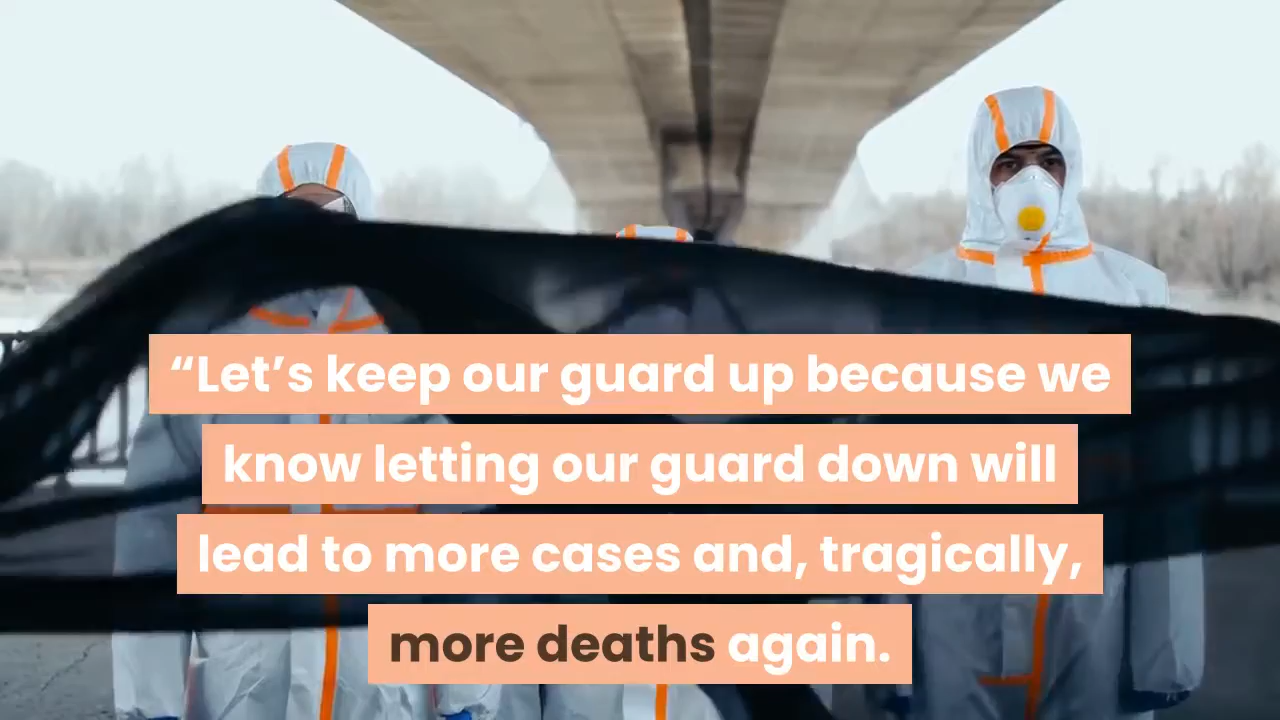 “Let’s keep our guard up because we
know letting our guard down will
lead to more cases and, tragically,
more deaths again.